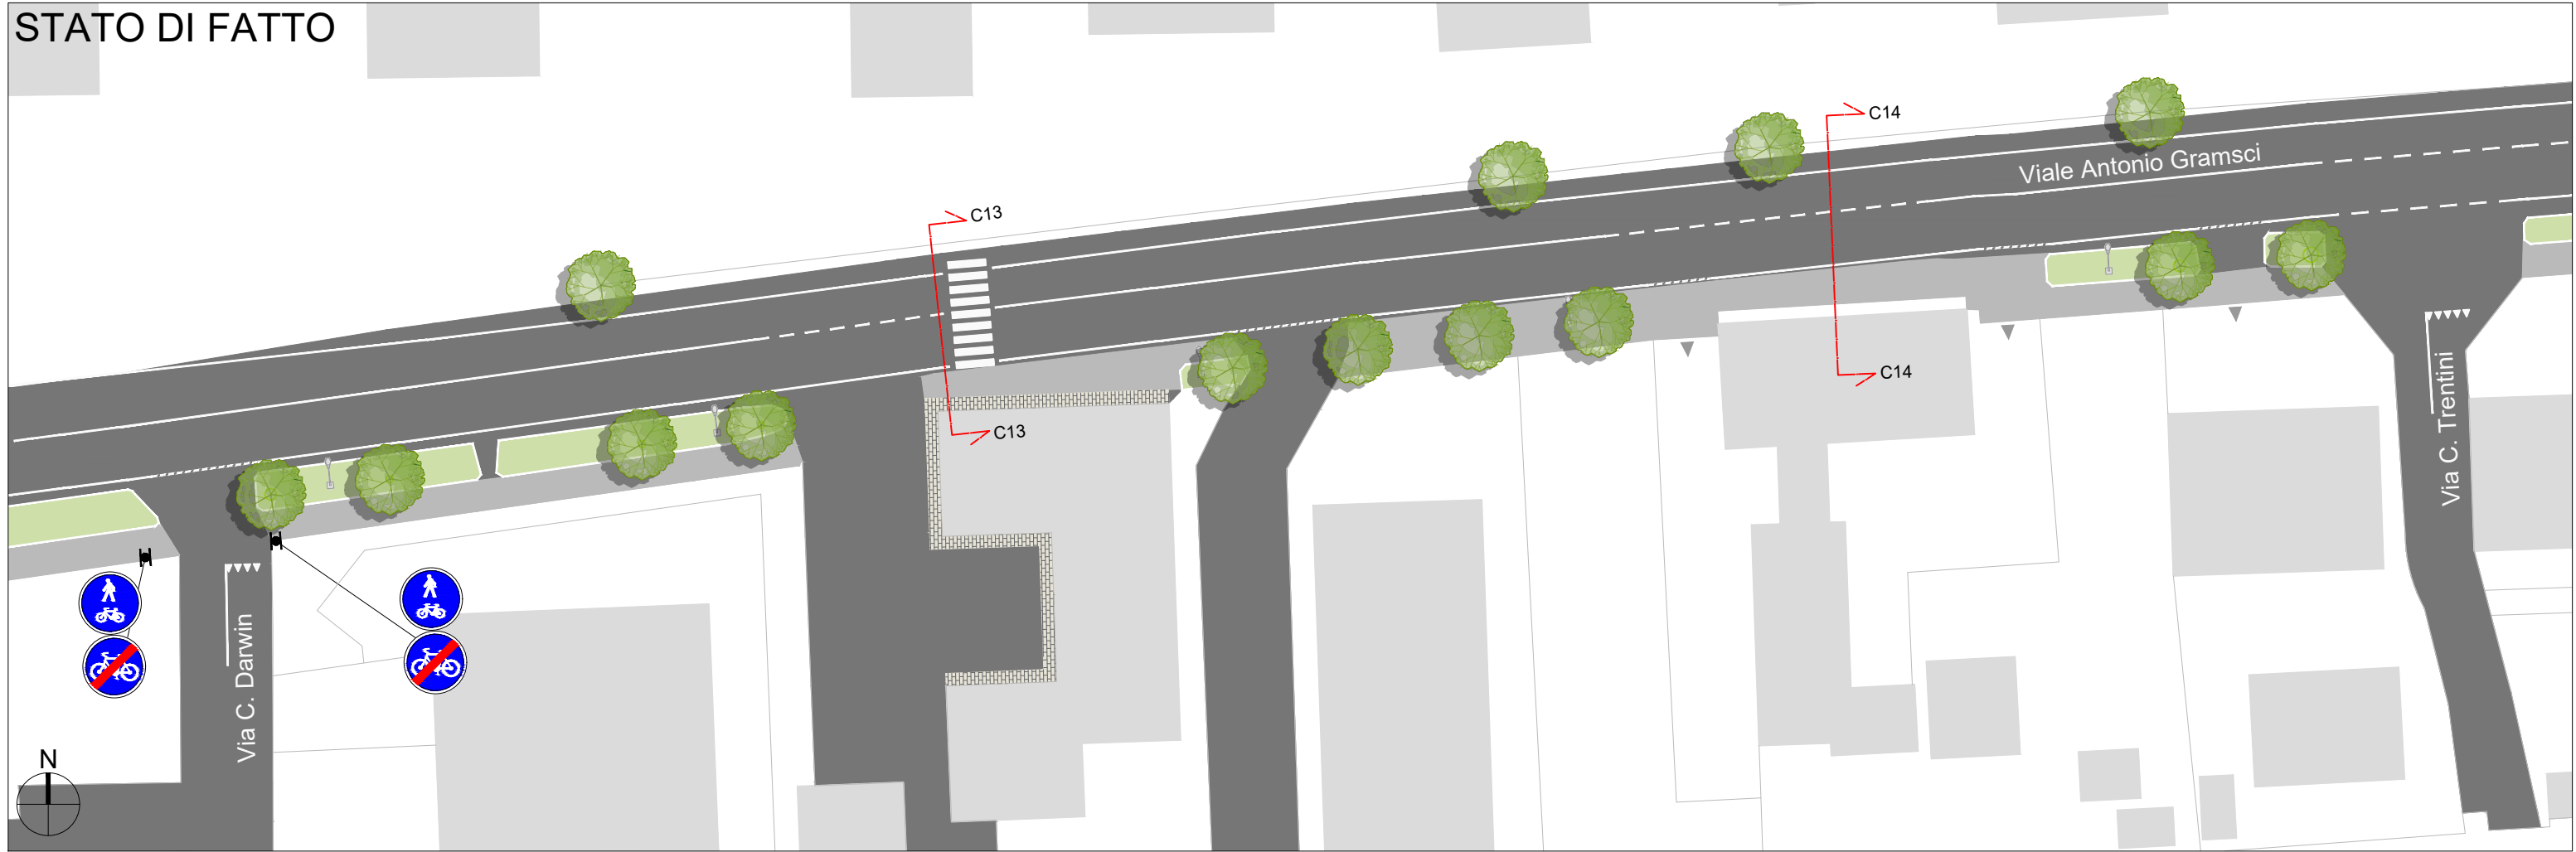 STATO DI FATTO
C14
Viale Antonio Gramsci
C13
C14
C13
Via C. Trentini
Via C. Darwin
N